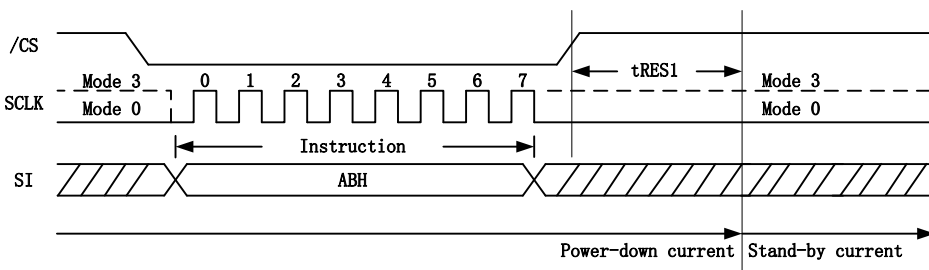 /CS
tRES1
Mode 3 0 1 2 3 4 5 6 7 Mode 3
SCLK
Mode 0 Mode 0
Instruction
SI ABH
Power-down current Stand-by current